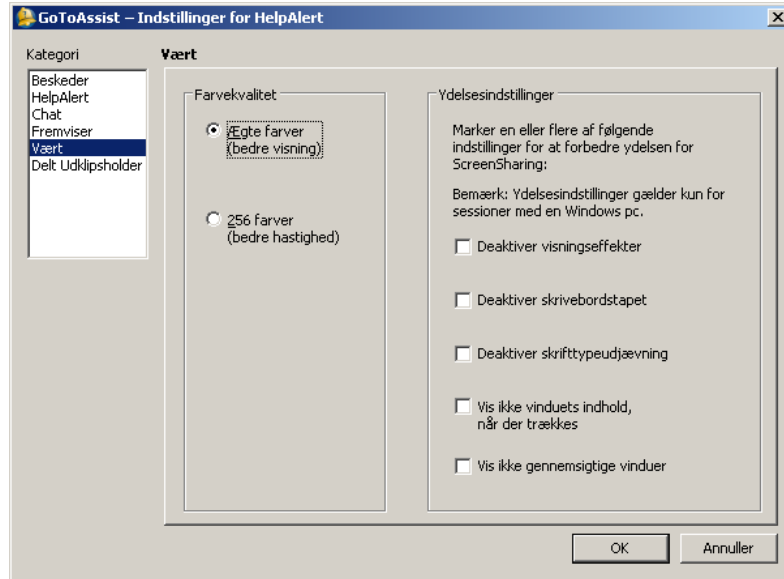 GoToAssist – Indstillinger for HelpAlert
Kategori
Beskeder
HelpAlert
Chat
Fremviser
Vært
Delt Udklipsholder
Vært
Farvekvalitet
Ægte farver
(bedre visning)
256 farver
(bedre hastighed)
Ydelsesindstillinger
Marker en eller flere af følgende
indstillinger for at forbedre ydelsen for
ScreenSharing:
Bemærk: Ydelsesindstillinger gælder kun for
sessioner med en Windows pc.
Deaktiver visningseffekter
Deaktiver skrivebordstapet
Deaktiver skrifttypeudjævning
Vis ikke vinduets indhold,
når der trækkes
Vis ikke gennemsigtige vinduer
OK
Annuller